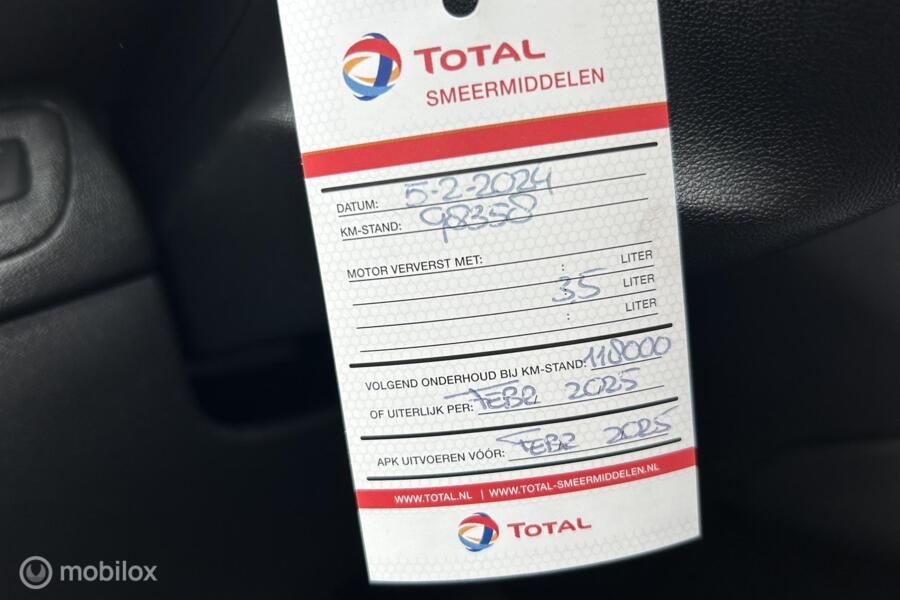 TOTAL
SMEERMIDDELEN
DATUM: 5-2-2024
KM-STAND: 98358
MOTOR VERVERST MET: : LITER
3.5 LITER
: LITER
VOLGEND ONDERHOUD BIJ KM-STAND: 118000
OF UITERLIJK PER: FEBR 2025
APK UITVOEREN VÓÓR: FEBR 2025
WWW.TOTAL.NL | WWW.TOTAL-SMEERMIDDELEN.NL
TOTAL
mobilox